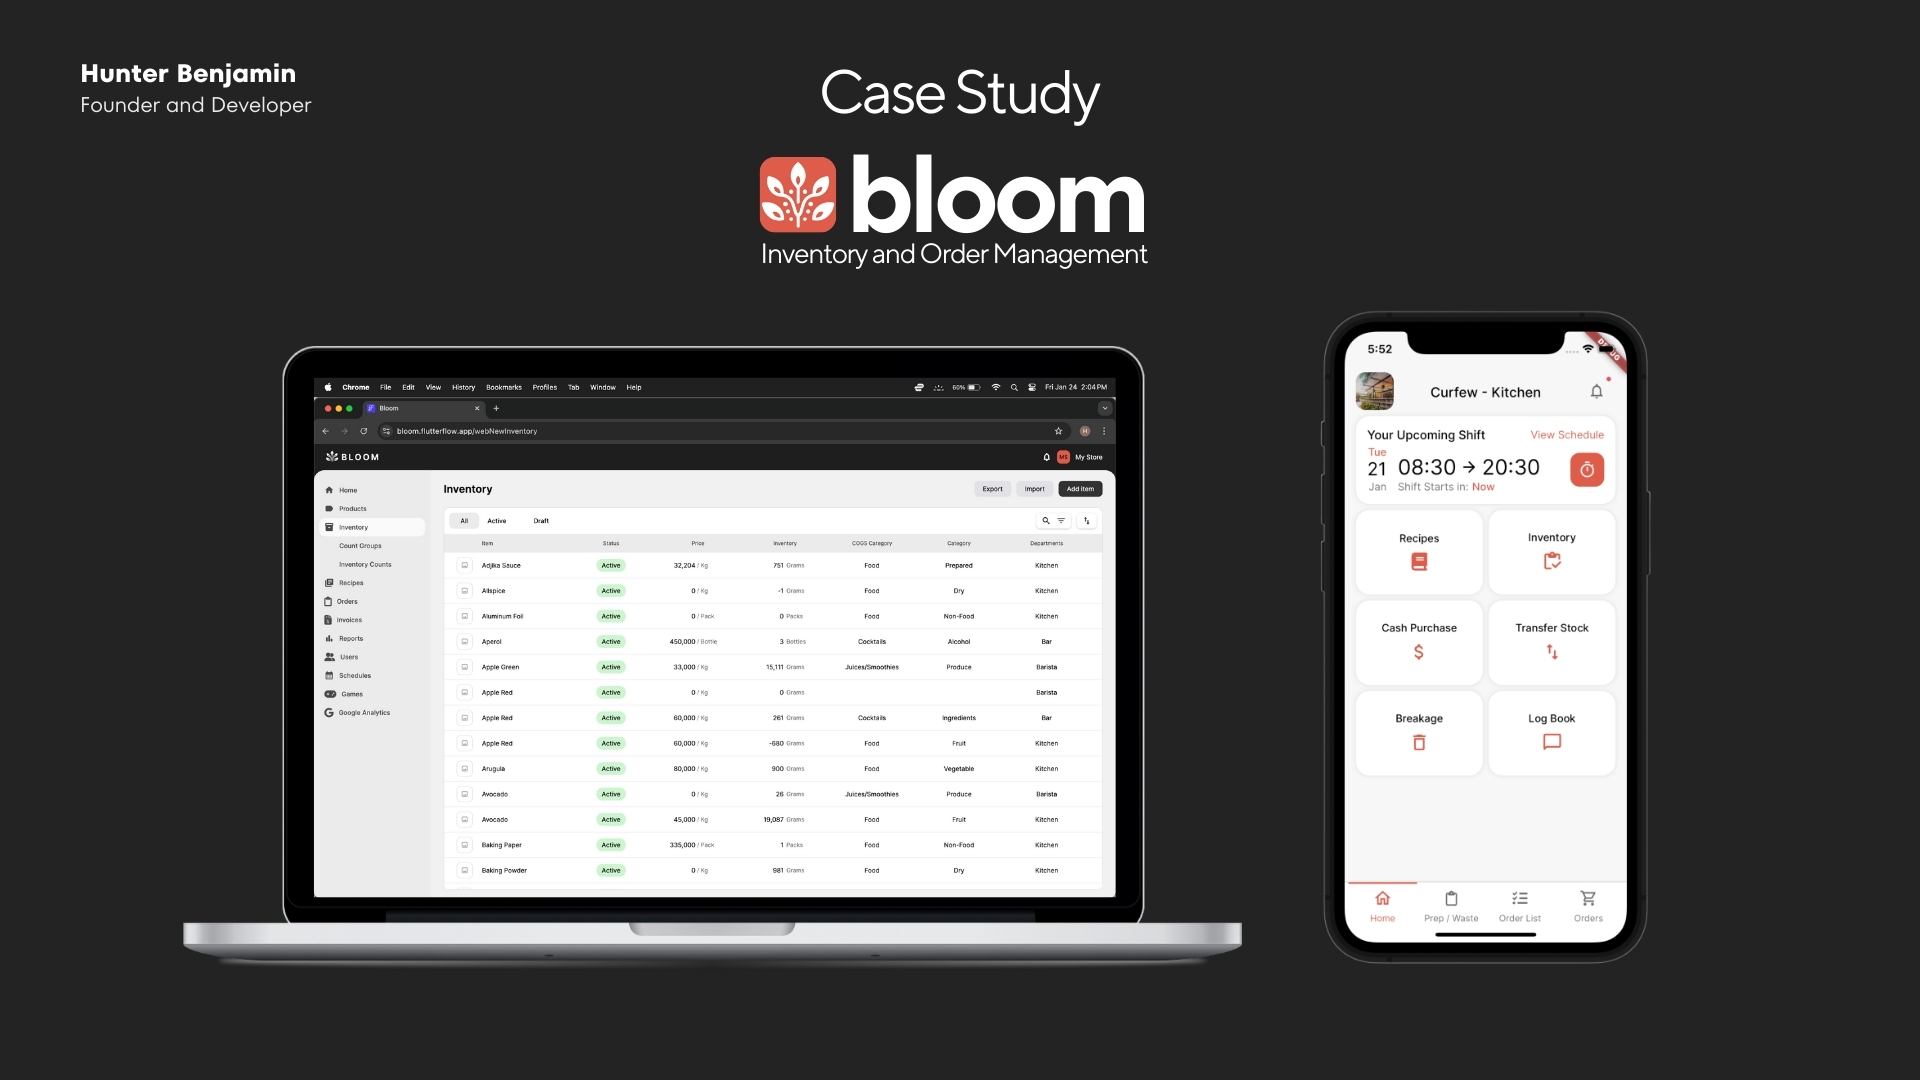 Hunter Benjamin
Founder and Developer
Case Study
bloom
Inventory and Order Management
Chrome File Edit View History Bookmarks Profiles Tab Window Help 60% Fri Jan 24 2:04 PM
Bloom
bloom.flutterflow.app/webNewInventory
BLOOM MS My Store
Home
Products
Inventory
Count Groups
Inventory Counts
Recipes
Orders
Invoices
Reports
Users
Schedules
Games
Google Analytics
Inventory Export Import Add item
All Active Draft
Item Status Price Inventory COGS Category Category Departments
Adjika Sauce Active 32,204 / Kg 751 Grams Food Prepared Kitchen
Allspice Active 0 / Kg -1 Grams Food Dry Kitchen
Aluminum Foil Active 0 / Pack 0 Packs Food Non-Food Kitchen
Aperol Active 450,000 / Bottle 3 Bottles Cocktails Alcohol Bar
Apple Green Active 33,000 / Kg 15,111 Grams Juices/Smoothies Produce Barista
Apple Red Active 0 / Kg 0 Grams Barista
Apple Red Active 60,000 / Kg 261 Grams Cocktails Ingredients Bar
Apple Red Active 60,000 / Kg -680 Grams Food Fruit Kitchen
Arugula Active 80,000 / Kg 900 Grams Food Vegetable Kitchen
Avocado Active 0 / Kg 26 Grams Juices/Smoothies Produce Barista
Avocado Active 45,000 / Kg 19,087 Grams Food Fruit Kitchen
Baking Paper Active 335,000 / Pack 1 Packs Food Non-Food Kitchen
Baking Powder Active 0 / Kg 981 Grams Food Dry Kitchen
5:52
Curfew - Kitchen
Your Upcoming Shift View Schedule
Tue
21 08:30 → 20:30
Jan Shift Starts in: Now
Recipes Inventory
Cash Purchase Transfer Stock
Breakage Log Book
Home Prep / Waste Order List Orders